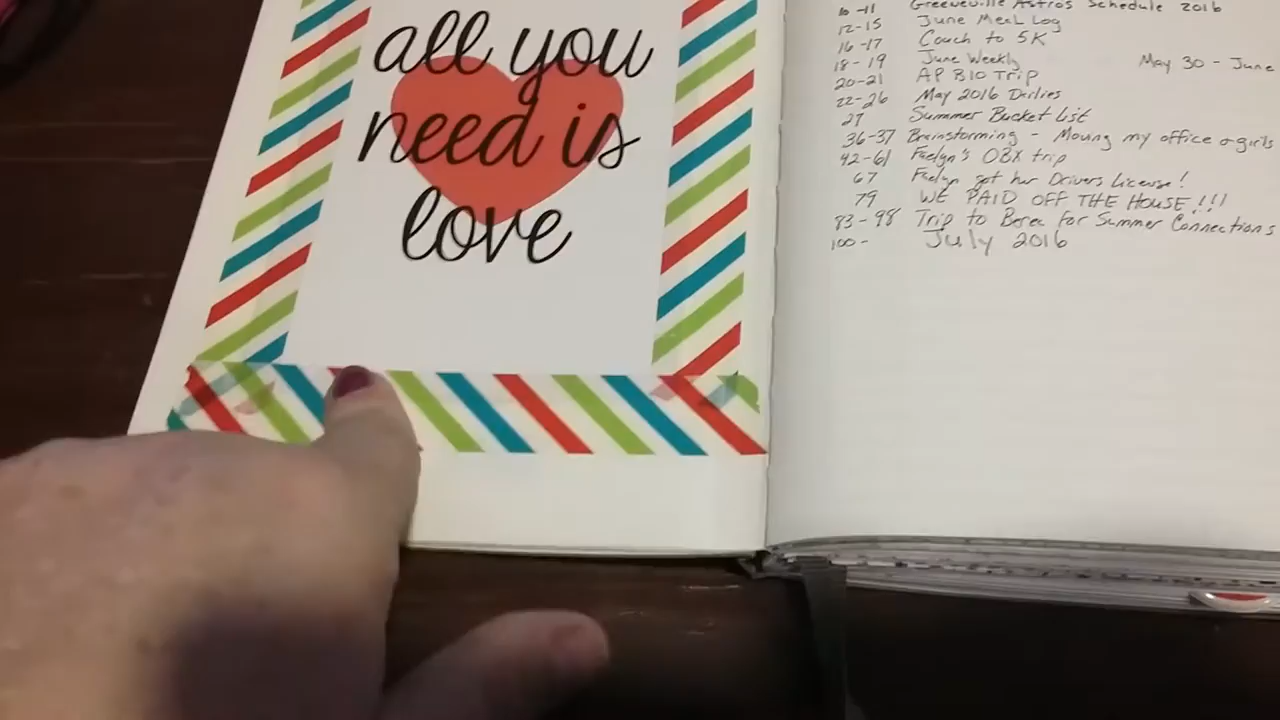 all you
need is
love
10-11 Greeneville Astros Schedule 2016
12-15 June Meal Log
16-17 Couch to 5K
18-19 June Weekly May 30 - June
20-21 AP BIO Trip
22-26 May 2016 Dailies
27 Summer Bucket List
36-37 Brainstorming - Moving my office & girls
42-61 Faelyn's OBX trip
67 Faelyn got her Drivers License!
79 WE PAID OFF THE HOUSE!!!
83-98 Trip to Berea for Summer Connections
100- July 2016